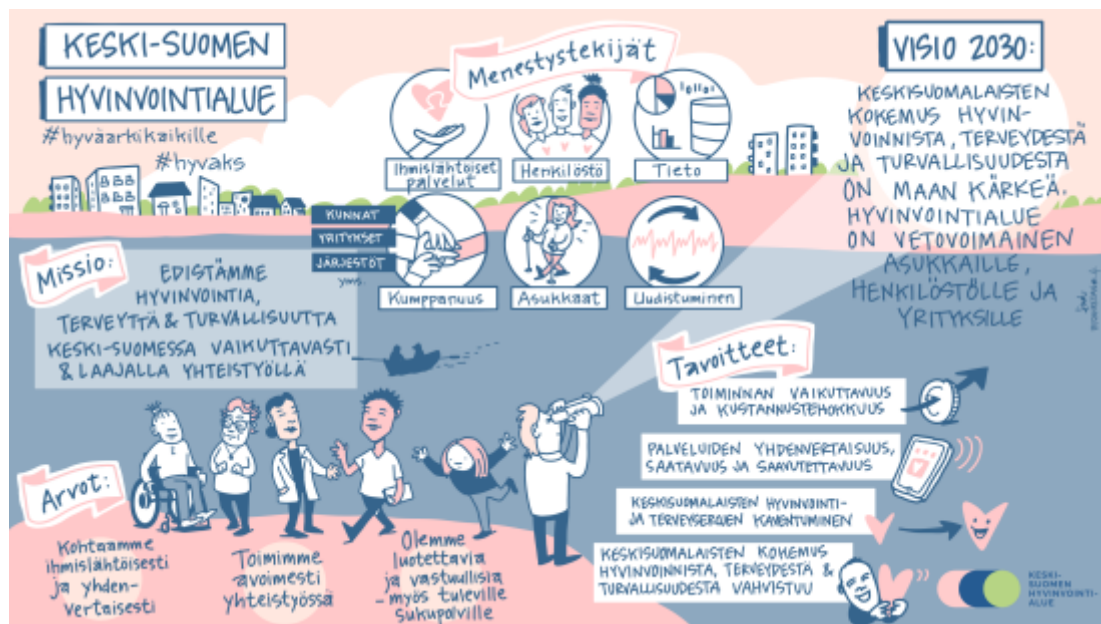 KESKI-SUOMEN
HYVINVOINTIALUE
#hyväarkikaikille
#hyvaks
Menestystekijät
Ihmislähtöiset
palvelut
Henkilöstö
Tieto
KUNNAT
YRITYKSET
JÄRJESTÖT
yms.
Kumppanuus
Asukkaat
Uudistuminen
VISIO 2030:
KESKISUOMALAISTEN
KOKEMUS HYVIN-
VOINNISTA, TERVEYDESTÄ
JA TURVALLISUUDESTA
ON MAAN KÄRKEÄ.
HYVINVOINTIALUE
ON VETOVOIMAINEN
ASUKKAILLE,
HENKILÖSTÖLLE JA
YRITYKSILLE
Missio:
EDISTÄMME
HYVINVOINTIA,
TERVEYTTÄ & TURVALLISUUTTA
KESKI-SUOMESSA VAIKUTTAVASTI
& LAAJALLA YHTEISTYÖLLÄ
Tavoitteet:
TOIMINNAN VAIKUTTAVUUS
JA KUSTANNUSTEHOKKUUS
PALVELUIDEN YHDENVERTAISUUS,
SAATAVUUS JA SAAVUTETTAVUUS
KESKISUOMALAISTEN HYVINVOINTI-
JA TERVEYSEROJEN KAVENTUMINEN
KESKISUOMALAISTEN KOKEMUS
HYVINVOINNISTA, TERVEYDESTÄ &
TURVALLISUUDESTA VAHVISTUU
Arvot:
Kohtaamme
ihmislähtöisesti
ja yhden-
vertaisesti
Toimimme
avoimesti
yhteistyössä
Olemme
luotettavia
ja vastuullisia
- myös tuleville
sukupolville
KESKI-
SUOMEN
HYVINVOINTI-
ALUE